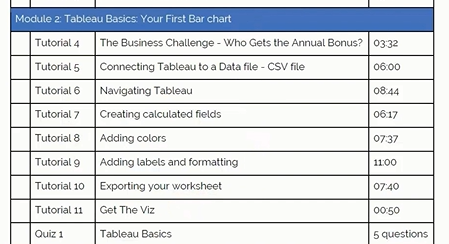 Module 2: Tableau Basics: Your First Bar chart
Tutorial 4 The Business Challenge - Who Gets the Annual Bonus? 03:32
Tutorial 5 Connecting Tableau to a Data file - CSV file 06:00
Tutorial 6 Navigating Tableau 08:44
Tutorial 7 Creating calculated fields 06:17
Tutorial 8 Adding colors 07:37
Tutorial 9 Adding labels and formatting 11:00
Tutorial 10 Exporting your worksheet 07:40
Tutorial 11 Get The Viz 00:50
Quiz 1 Tableau Basics 5 questions